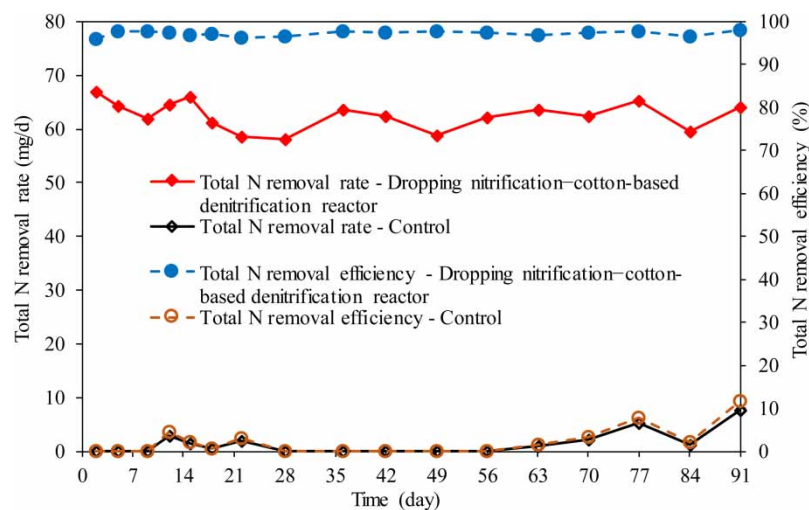 80
70
60
50
40
30
20
10
0
Total N removal rate (mg/d)
100
90
80
70
60
50
40
30
20
10
0
Total N removal efficiency (%)
Total N removal rate - Dropping nitrification−cotton-based
denitrification reactor
Total N removal rate - Control
Total N removal efficiency - Dropping nitrification−cotton-
based denitrification reactor
Total N removal efficiency - Control
0 7 14 21 28 35 42 49 56 63 70 77 84 91
Time (day)